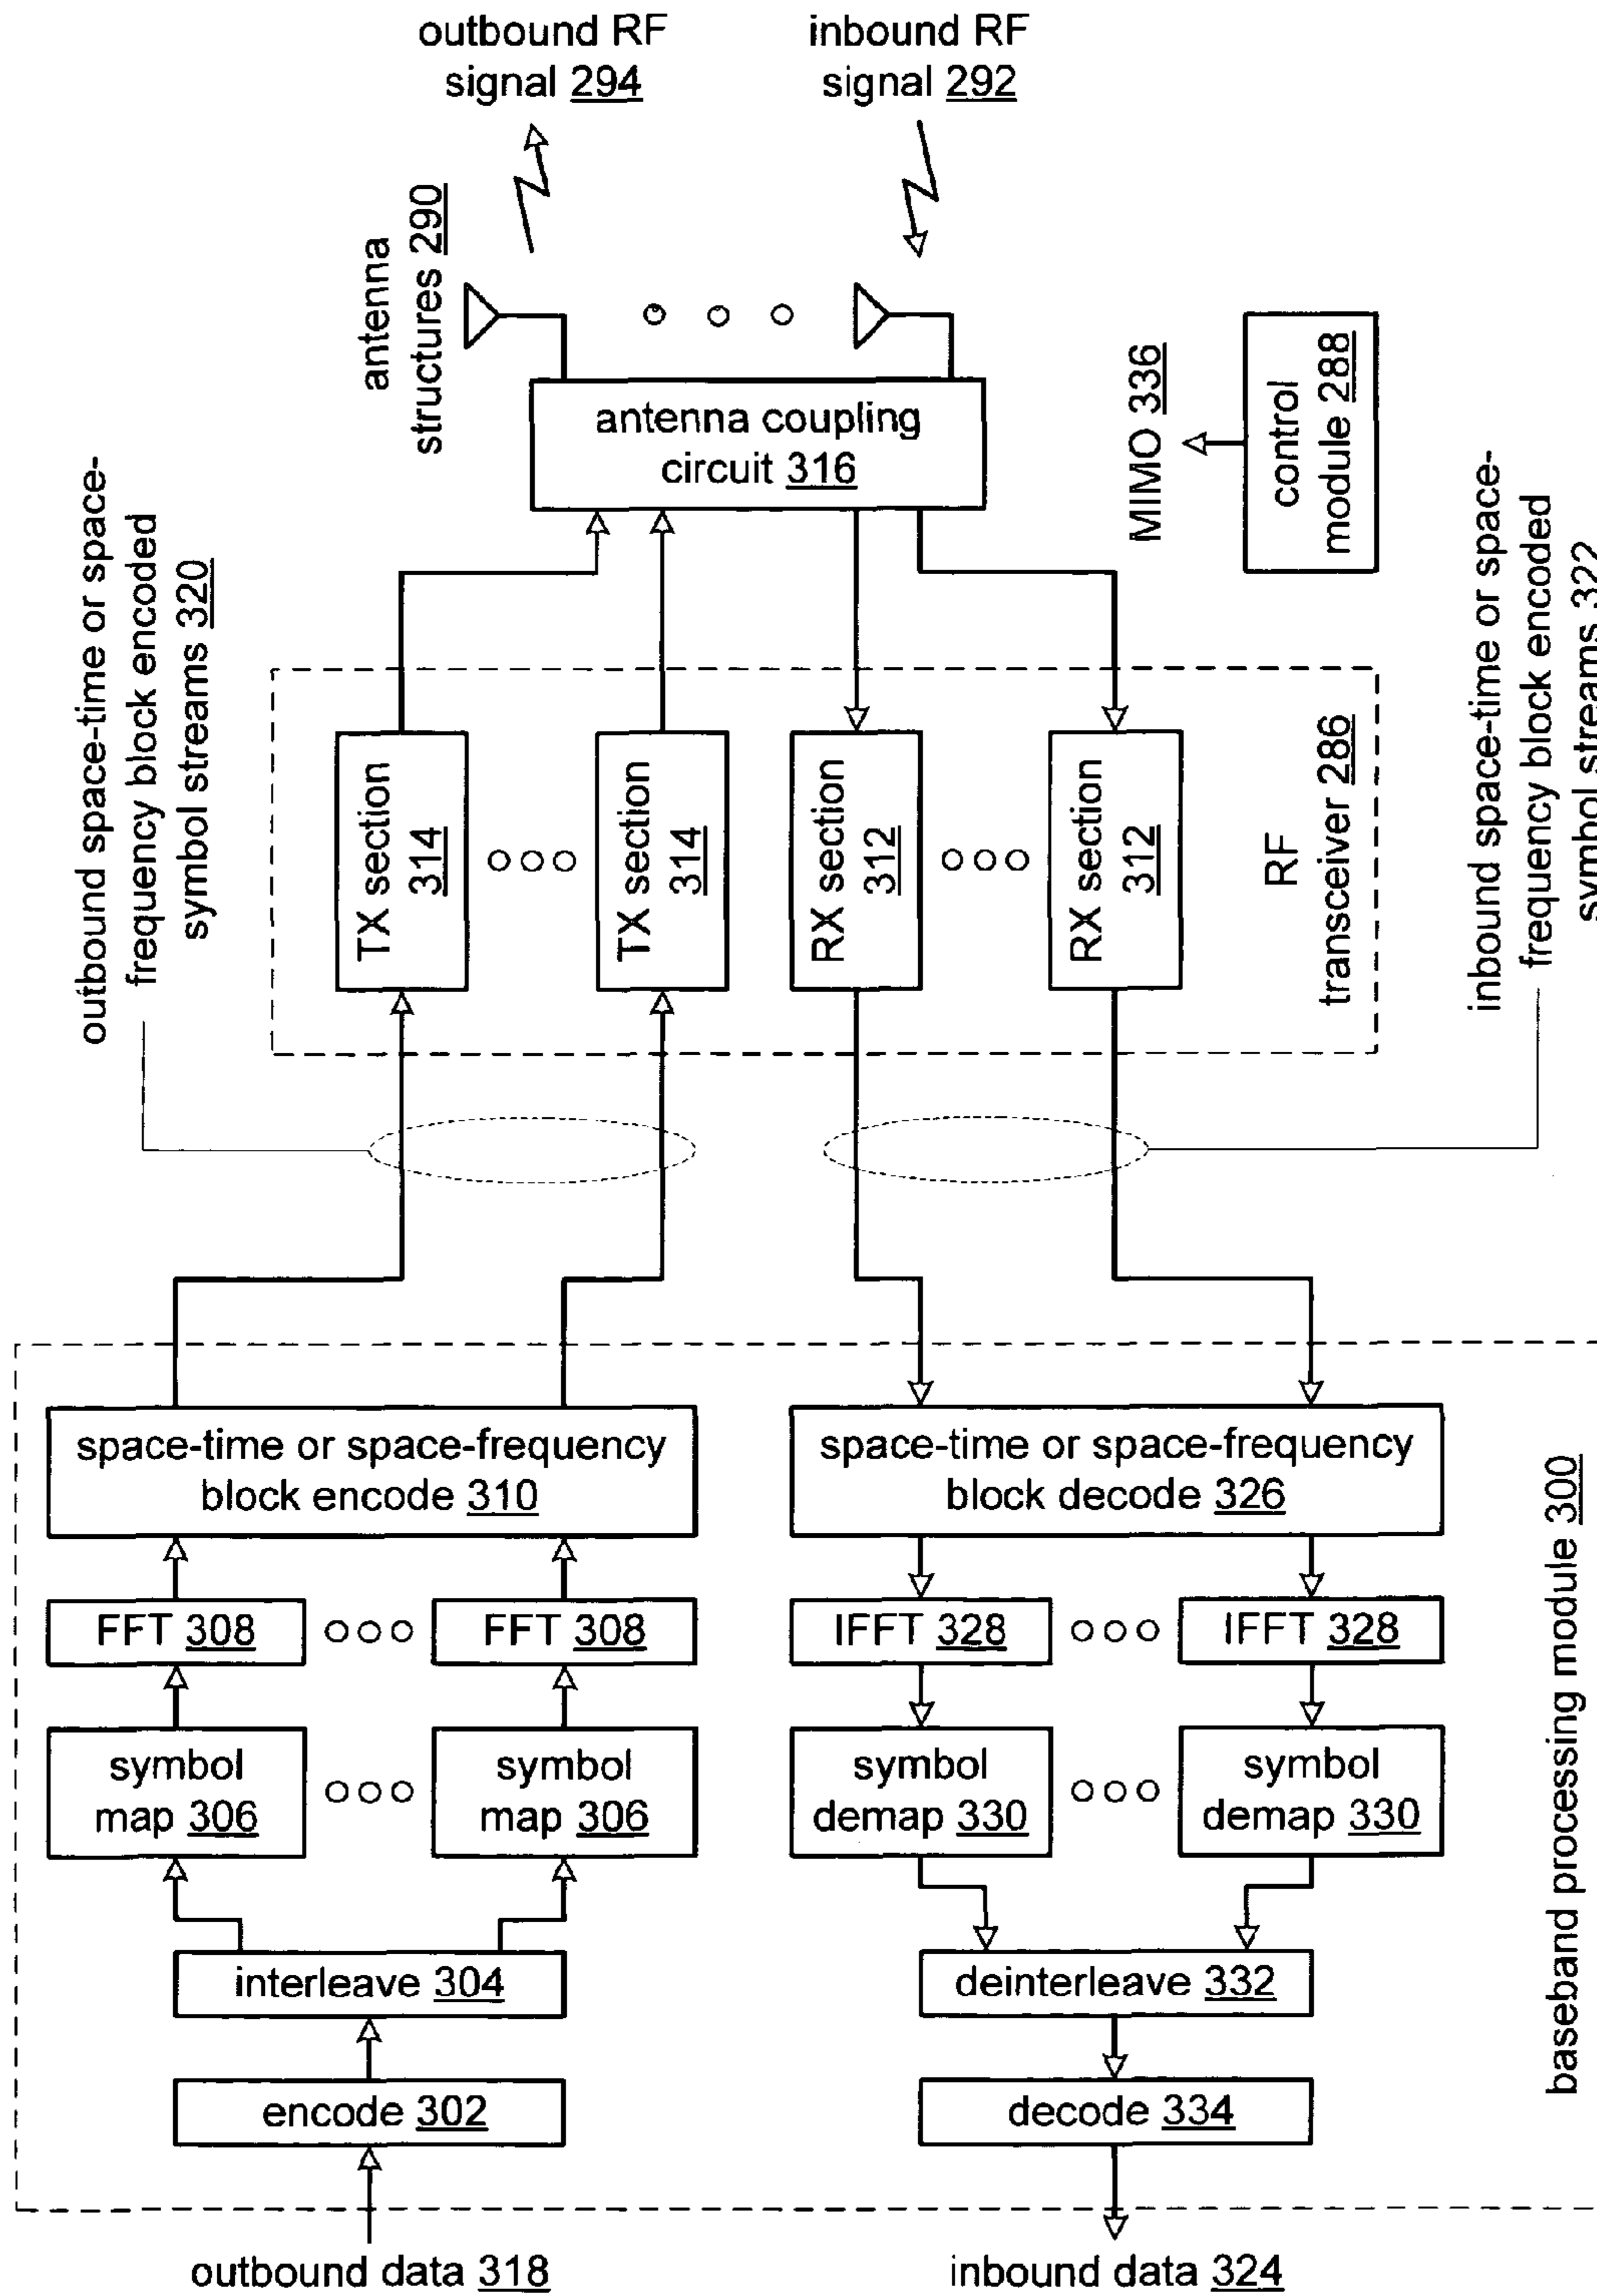 outbound RF
signal 294
inbound RF
signal 292
antenna
structures 290
antenna coupling
circuit 316
MIMO 336
control
module 288
outbound space-time or space-
frequency block encoded
symbol streams 320
TX section
314
TX section
314
RX section
312
RX section
312
RF
transceiver 286
inbound space-time or space-
frequency block encoded
symbol streams 322
space-time or space-frequency
block encode 310
space-time or space-frequency
block decode 326
FFT 308
FFT 308
IFFT 328
IFFT 328
symbol
map 306
symbol
map 306
symbol
demap 330
symbol
demap 330
interleave 304
deinterleave 332
encode 302
decode 334
baseband processing module 300
outbound data 318
inbound data 324